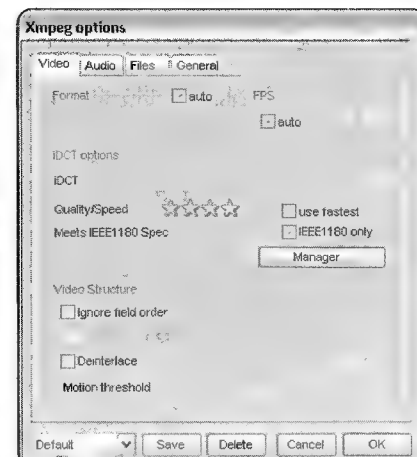 Xmpeg options
Video Audio Files General
Format auto FPS
auto
iDCT options
iDCT
Quality/Speed use fastest
Meets IEEE1180 Spec IEEE1180 only
Manager
Video Structure
Ignore field order
Deinterlace
Motion threshold
Default Save Delete Cancel OK